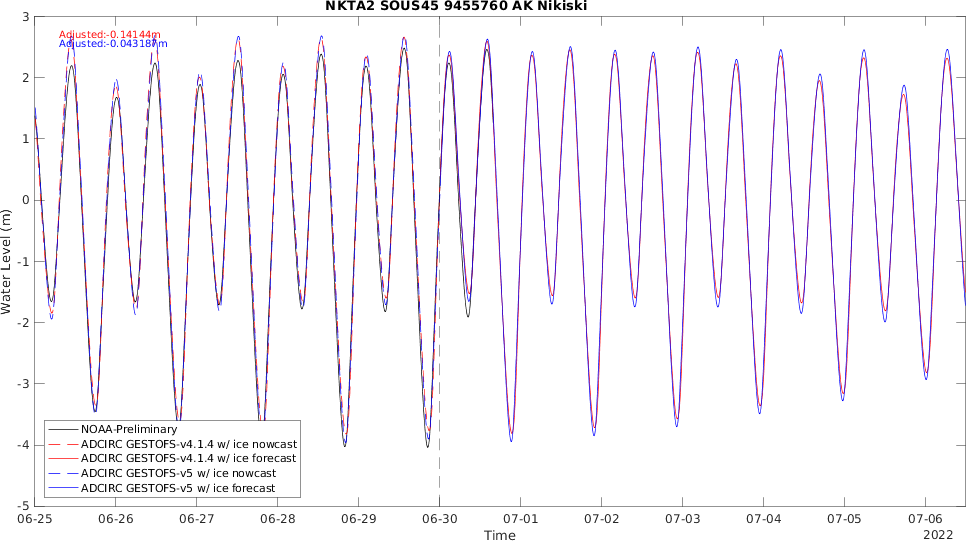 NKTA2 SOUS45 9455760 AK Nikiski
Adjusted:-0.14144m
Adjusted:-0.043187m
Water Level (m)
3
2
1
0
-1
-2
-3
-4
-5
NOAA-Preliminary
ADCIRC GESTOFS-v4.1.4 w/ ice nowcast
ADCIRC GESTOFS-v4.1.4 w/ ice forecast
ADCIRC GESTOFS-v5 w/ ice nowcast
ADCIRC GESTOFS-v5 w/ ice forecast
06-25 06-26 06-27 06-28 06-29 06-30 07-01 07-02 07-03 07-04 07-05 07-06
Time
2022